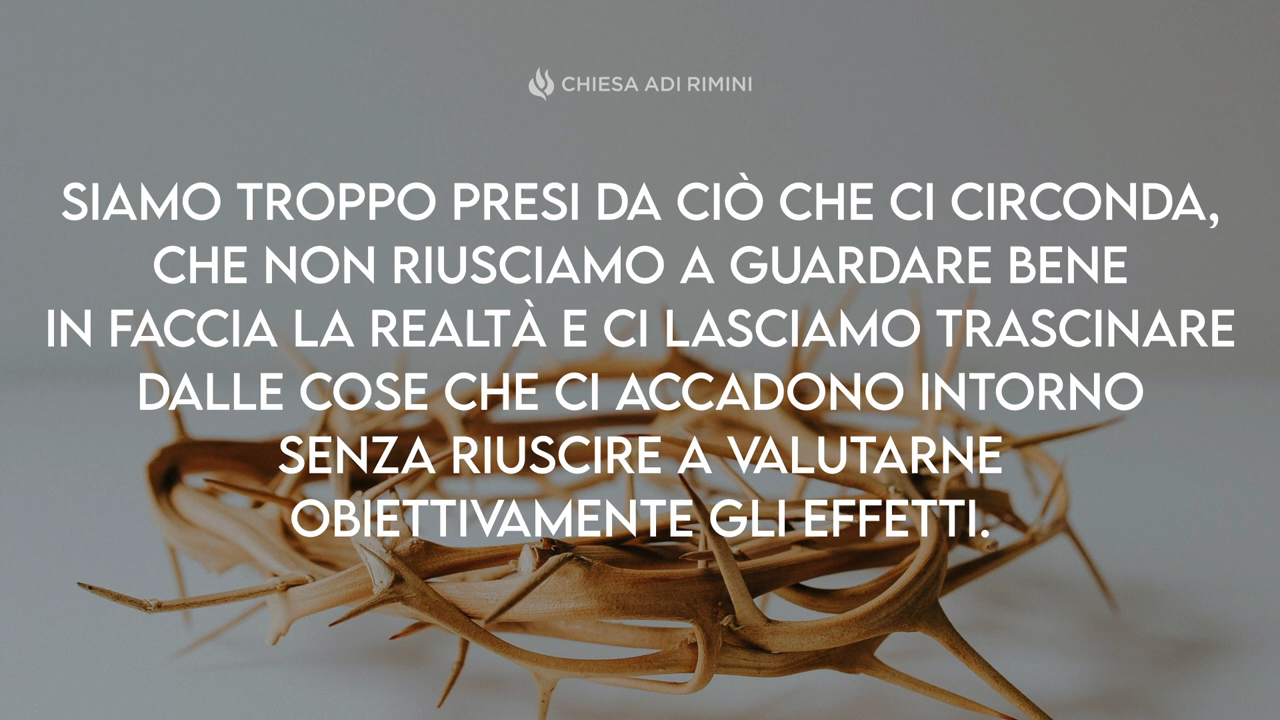 CHIESA ADI RIMINI
SIAMO TROPPO PRESI DA CIÒ CHE CI CIRCONDA,
CHE NON RIUSCIAMO A GUARDARE BENE
IN FACCIA LA REALTÀ E CI LASCIAMO TRASCINARE
DALLE COSE CHE CI ACCADONO INTORNO
SENZA RIUSCIRE A VALUTARNE
OBIETTIVAMENTE GLI EFFETTI.